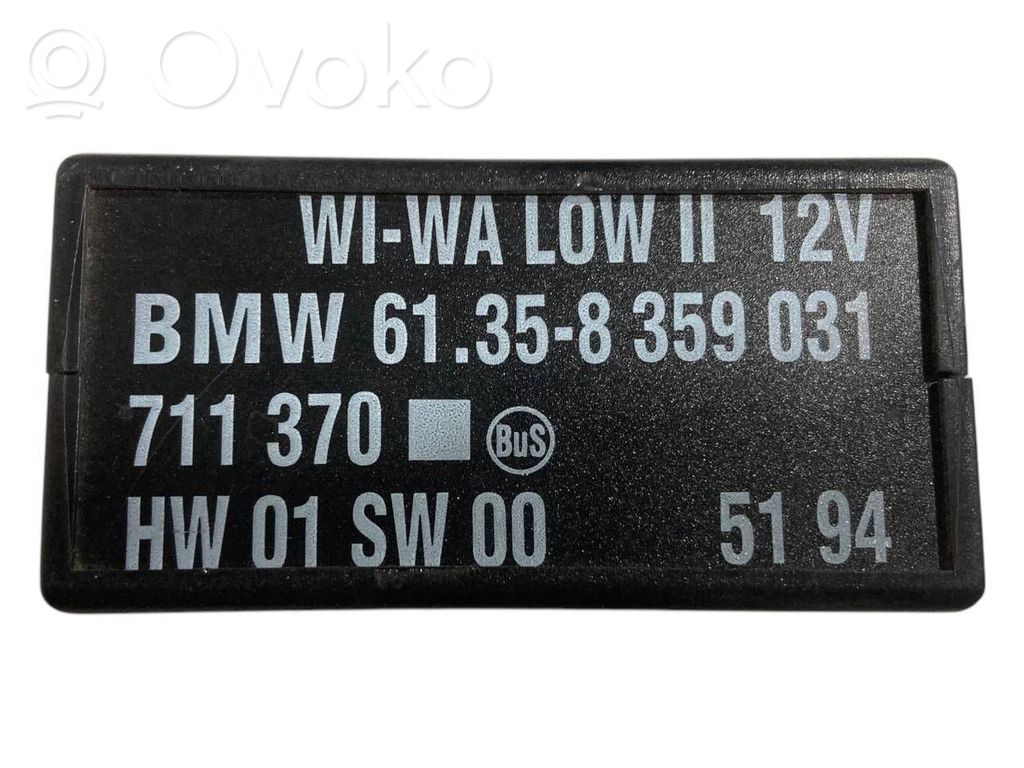 Ovoko
WI-WA LOW II 12V
BMW 61.35-8 359 031
711 370 BuS
HW 01 SW 00 51 94